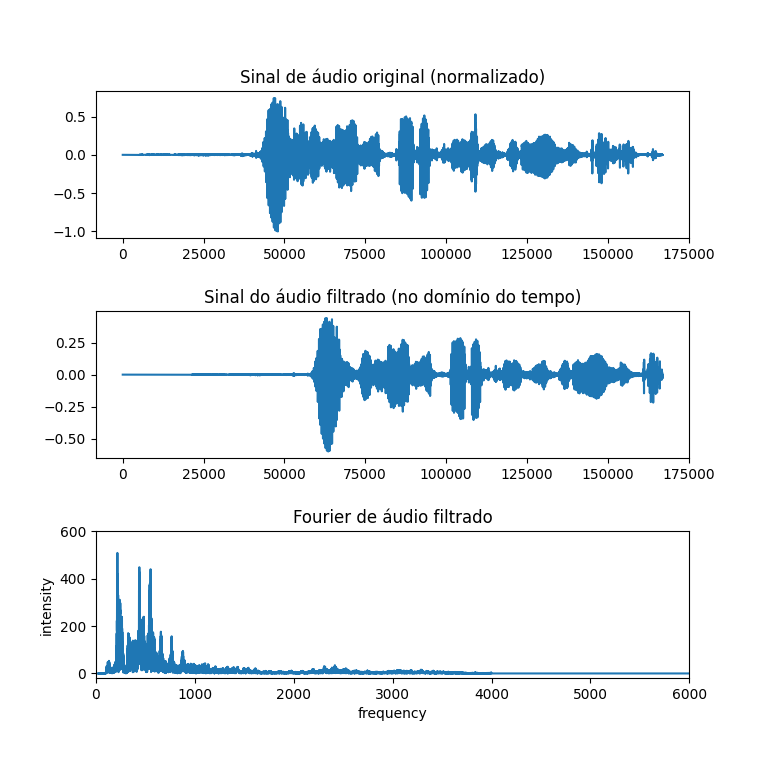 Sinal de áudio original (normalizado)
0.5
0.0
−0.5
−1.0
0 25000 50000 75000 100000 125000 150000 175000
Sinal do áudio filtrado (no domínio do tempo)
0.25
0.00
−0.25
−0.50
0 25000 50000 75000 100000 125000 150000 175000
Fourier de áudio filtrado
600
400
200
0
intensity
0 1000 2000 3000 4000 5000 6000
frequency